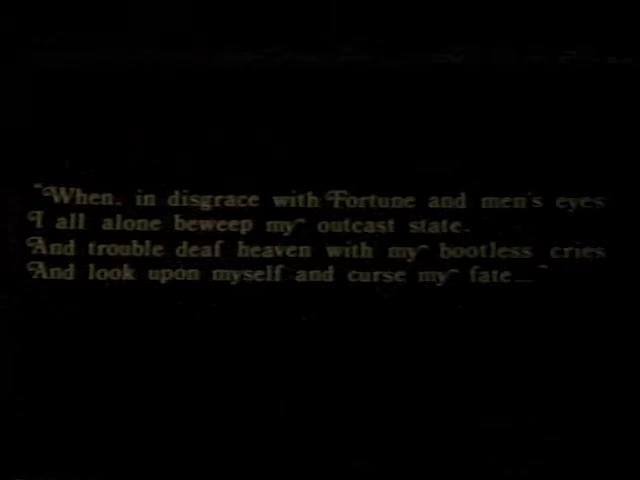 "When, in disgrace with Fortune and men's eyes
I all alone beweep my outcast state.
And trouble deaf heaven with my bootless cries
And look upon myself and curse my fate...."